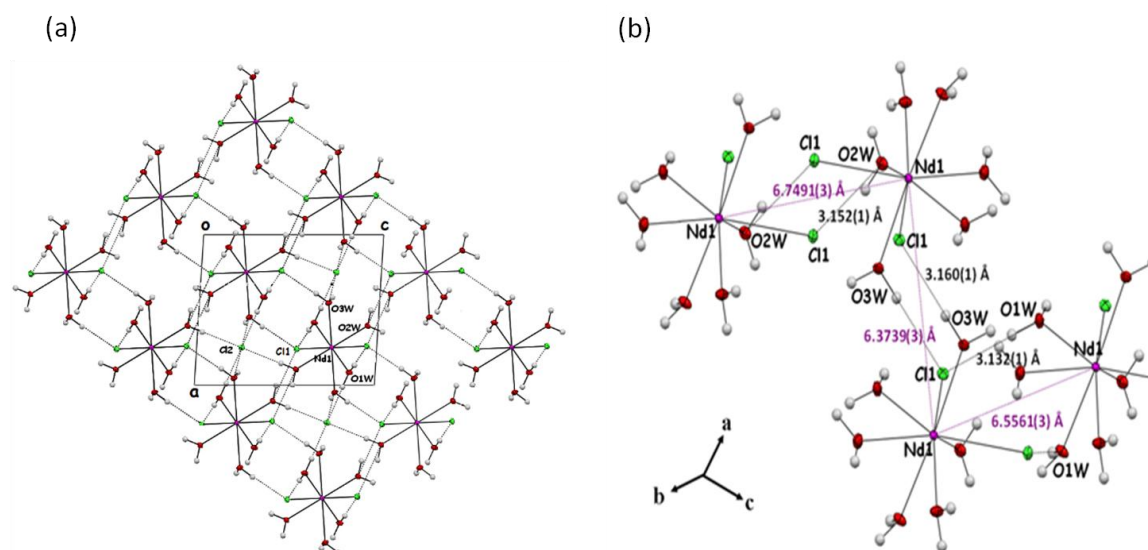 (a)
o
c
O3W
O2W
Cl2
Cl1
Nd1
O1W
a
(b)
Cl1
O2W
Nd1
6.7491(3) Å
3.152(1) Å
Nd1
O2W
Cl1
Cl1
3.160(1) Å
O3W
O3W
O1W
6.3739(3) Å
Nd1
Cl1
3.132(1) Å
6.5561(3) Å
Nd1
O1W
a
b
c